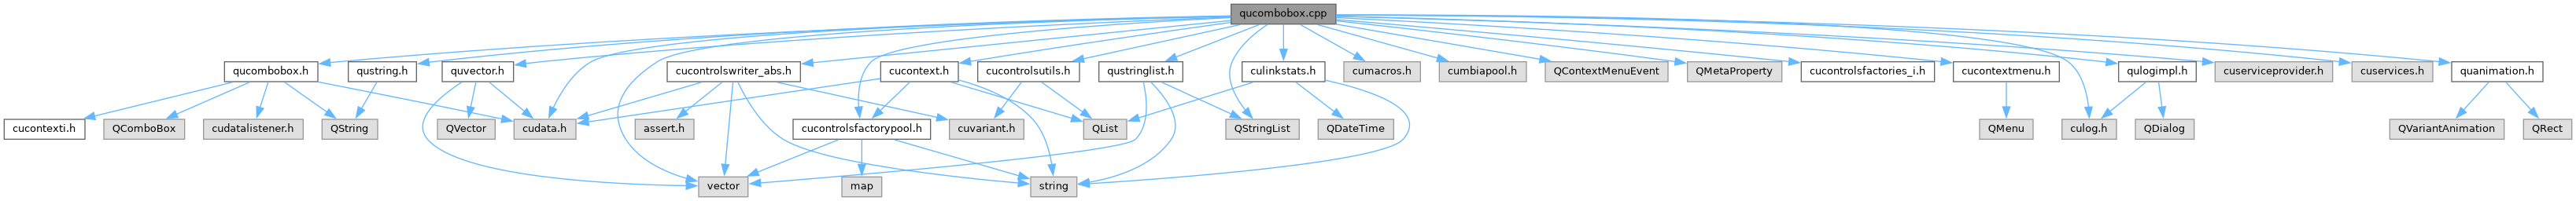 qucombobox.cpp
qucombobox.h
qustring.h
quvector.h
cucontrolswriter_abs.h
cucontext.h
cucontrolsutils.h
qustringlist.h
culinkstats.h
cumacros.h
cumbiapool.h
QContextMenuEvent
QMetaProperty
cucontrolsfactories_i.h
cucontextmenu.h
qulogimpl.h
cuserviceprovider.h
cuservices.h
quanimation.h
cucontexti.h
QComboBox
cudatalistener.h
QString
QVector
cudata.h
assert.h
cucontrolsfactorypool.h
cuvariant.h
QList
QStringList
QDateTime
QMenu
culog.h
QDialog
QVariantAnimation
QRect
vector
map
string